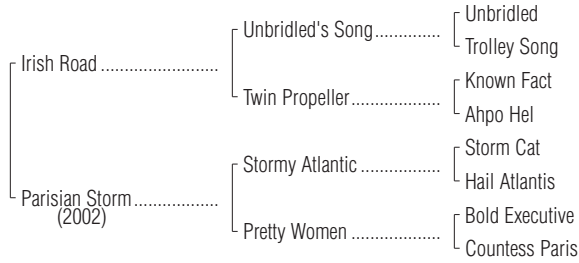 Unbridled
Unbridled's Song..............
Trolley Song
Irish Road ..........................
Known Fact
Twin Propeller...................
Ahpo Hel
Storm Cat
Stormy Atlantic .................
Hail Atlantis
Parisian Storm...................
(2002)
Bold Executive
Pretty Women ...................
Countess Paris